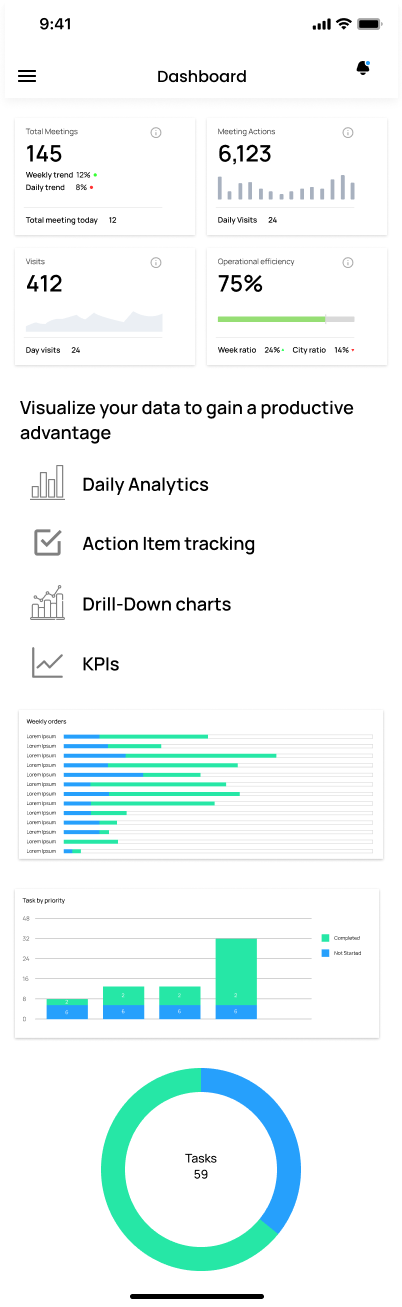 9:41
Dashboard
Total Meetings
145
Weekly trend 12%
Daily trend 8%
Total meeting today 12
Meeting Actions
6,123
Daily Visits 24
Visits
412
Day visits 24
Operational efficiency
75%
Week ratio 24% City ratio 14%
Visualize your data to gain a productive
advantage
Daily Analytics
Action Item tracking
Drill-Down charts
KPIs
Weekly orders
Lorem Ipsum
Lorem Ipsum
Lorem Ipsum
Lorem Ipsum
Lorem Ipsum
Lorem Ipsum
Lorem Ipsum
Lorem Ipsum
Lorem Ipsum
Lorem Ipsum
Lorem Ipsum
Lorem Ipsum
Lorem Ipsum
Task by priority
48
32
24
16
8
0
2
2
2
2
6
6
6
Completed
Not Started
Tasks
59